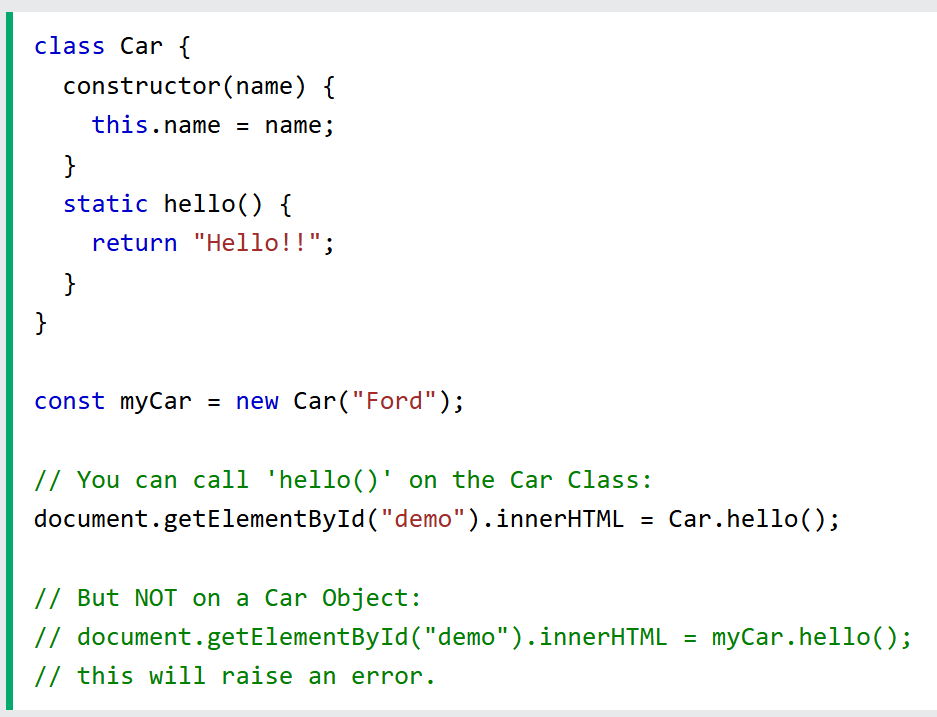 class Car {
  constructor(name) {
    this.name = name;
  }
  static hello() {
    return "Hello!!";
  }
}
const myCar = new Car("Ford");
// You can call 'hello()' on the Car Class:
document.getElementById("demo").innerHTML = Car.hello();
// But NOT on a Car Object:
// document.getElementById("demo").innerHTML = myCar.hello();
// this will raise an error.